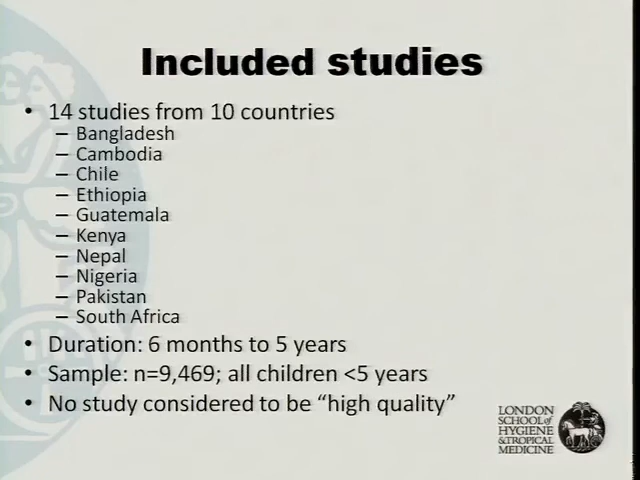 Included studies
• 14 studies from 10 countries
– Bangladesh
– Cambodia
– Chile
– Ethiopia
– Guatemala
– Kenya
– Nepal
– Nigeria
– Pakistan
– South Africa
• Duration: 6 months to 5 years
• Sample: n=9,469; all children <5 years
• No study considered to be “high quality”
LONDON
SCHOOL of
HYGIENE
& TROPICAL
MEDICINE